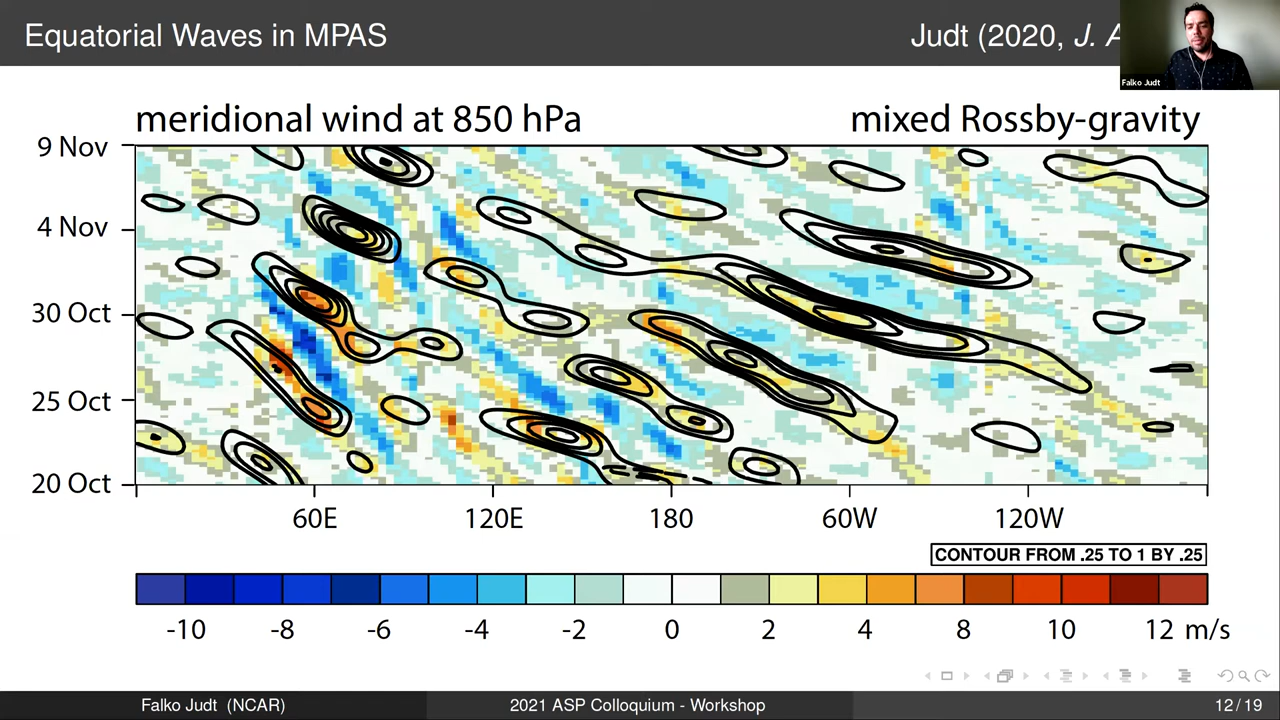 Equatorial Waves in MPAS
Judt (2020, J.
Falko Judt
meridional wind at 850 hPa
mixed Rossby-gravity
9 Nov
4 Nov
30 Oct
25 Oct
20 Oct
60E
120E
180
60W
120W
CONTOUR FROM .25 TO 1 BY .25
-10
-8
-6
-4
-2
0
2
4
8
10
12 m/s
Falko Judt (NCAR)
2021 ASP Colloquium - Workshop
12 / 19